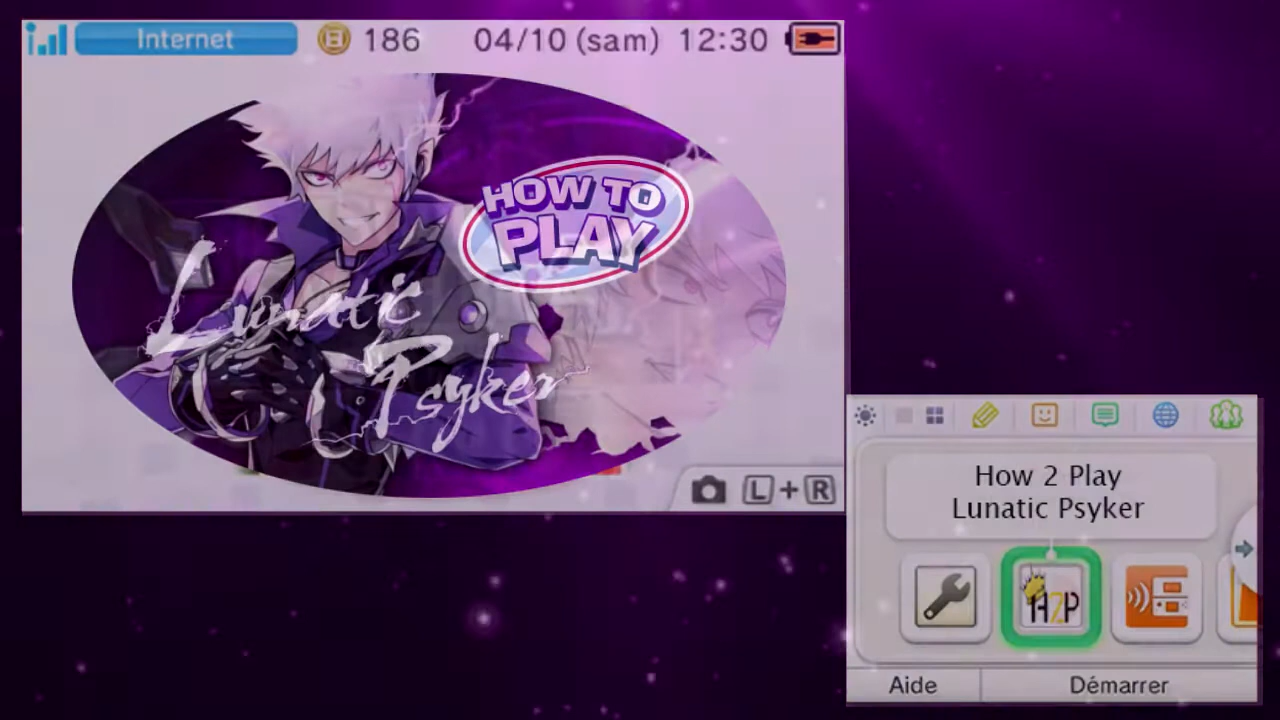 Internet 186 04/10 (sam) 12:30
HOW TO
PLAY
Lunatic
Psyker
L + R
How 2 Play
Lunatic Psyker
H2P
Aide Démarrer